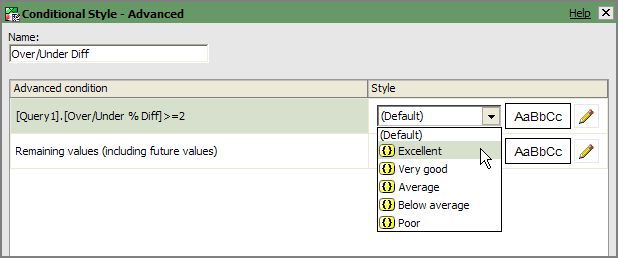 Conditional Style - Advanced Help
Name:
Over/Under Diff
Advanced condition Style
[Query1].[Over/Under % Diff]>=2 (Default) AaBbCc
(Default)
Excellent
Remaining values (including future values) AaBbCc
Very good
Average
Below average
Poor